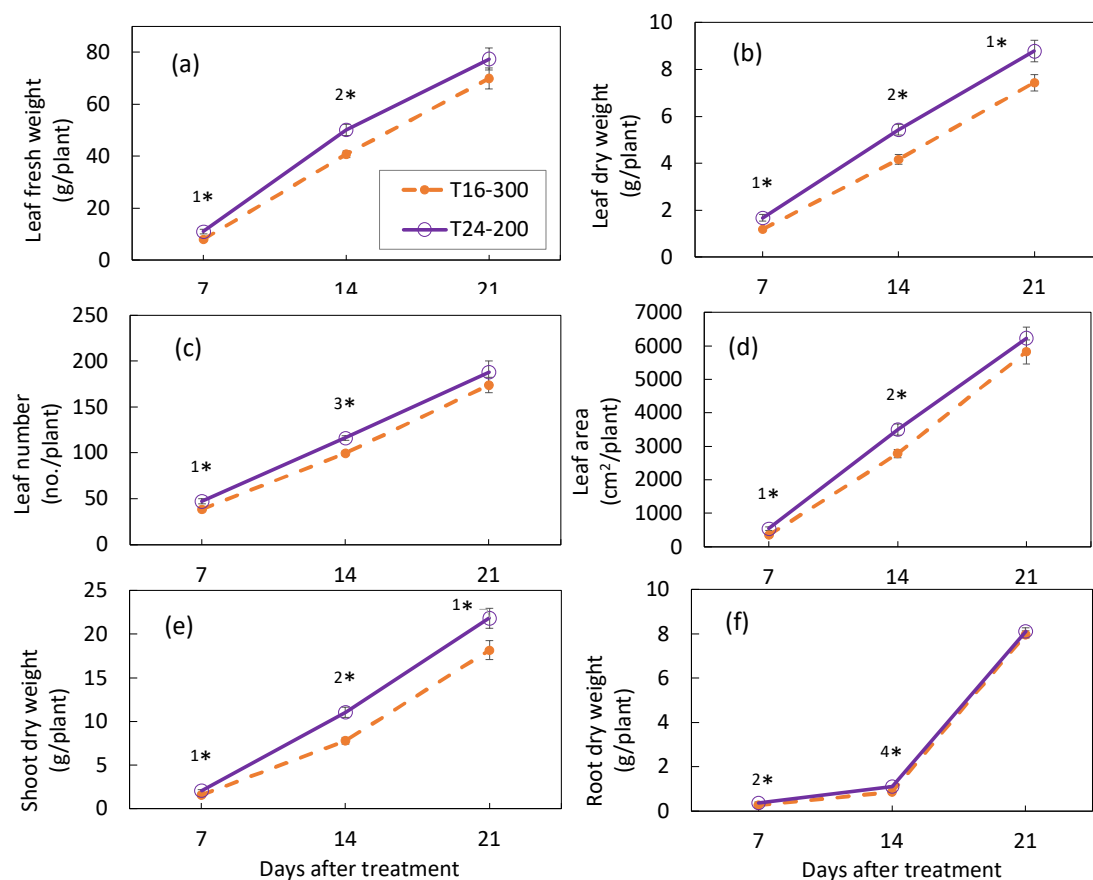 (a)
Leaf fresh weight
(g/plant)
80
60
40
20
0
1*
2*
T16-300
T24-200
7 14 21
(b)
Leaf dry weight
(g/plant)
10
8
6
4
2
0
1*
2*
1*
7 14 21
(c)
Leaf number
(no./plant)
250
200
150
100
50
0
1*
3*
7 14 21
(d)
Leaf area
(cm²/plant)
6000
5000
4000
3000
2000
1000
0
1*
2*
7 14 21
(e)
Shoot dry weight
(g/plant)
25
20
15
10
5
0
1*
2*
1*
7 14 21
Days after treatment
(f)
Root dry weight
(g/plant)
10
8
6
4
2
0
2*
4*
7 14 21
Days after treatment